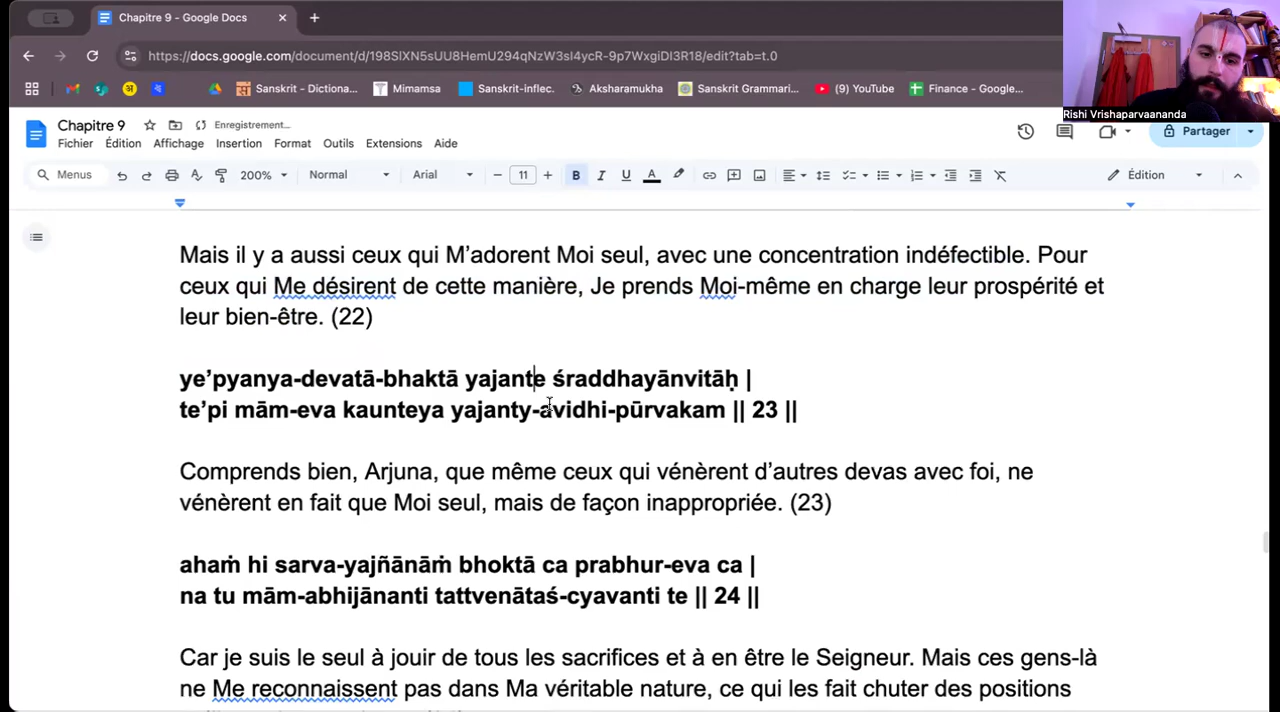 Chapitre 9 - Google Docs
https://docs.google.com/document/d/198SlXN5sUU8HemU294qNzW3sI4ycR-9p7WxgiDl3R18/edit?tab=t.0
Sanskrit - Dictiona... Mimamsa Sanskrit-inflec. Aksharamukha Sanskrit Grammari... (9) YouTube Finance - Google...
Rishi Vrishaparvaananda
Chapitre 9 Enregistrement...
Partager
Fichier Édition Affichage Insertion Format Outils Extensions Aide
Menus 200% Normal Arial 11 B I U A Édition
Mais il y a aussi ceux qui M’adorent Moi seul, avec une concentration indéfectible. Pour
ceux qui Me désirent de cette manière, Je prends Moi-même en charge leur prospérité et
leur bien-être. (22)
ye’pyanya-devatā-bhaktā yajante śraddhayānvitāḥ |
te’pi mām-eva kaunteya yajanty-avidhi-pūrvakam || 23 ||
Comprends bien, Arjuna, que même ceux qui vénèrent d’autres devas avec foi, ne
vénèrent en fait que Moi seul, mais de façon inappropriée. (23)
ahaṁ hi sarva-yajñānāṁ bhoktā ca prabhur-eva ca |
na tu mām-abhijānanti tattvenātaś-cyavanti te || 24 ||
Car je suis le seul à jouir de tous les sacrifices et à en être le Seigneur. Mais ces gens-là
ne Me reconnaissent pas dans Ma véritable nature, ce qui les fait chuter des positions